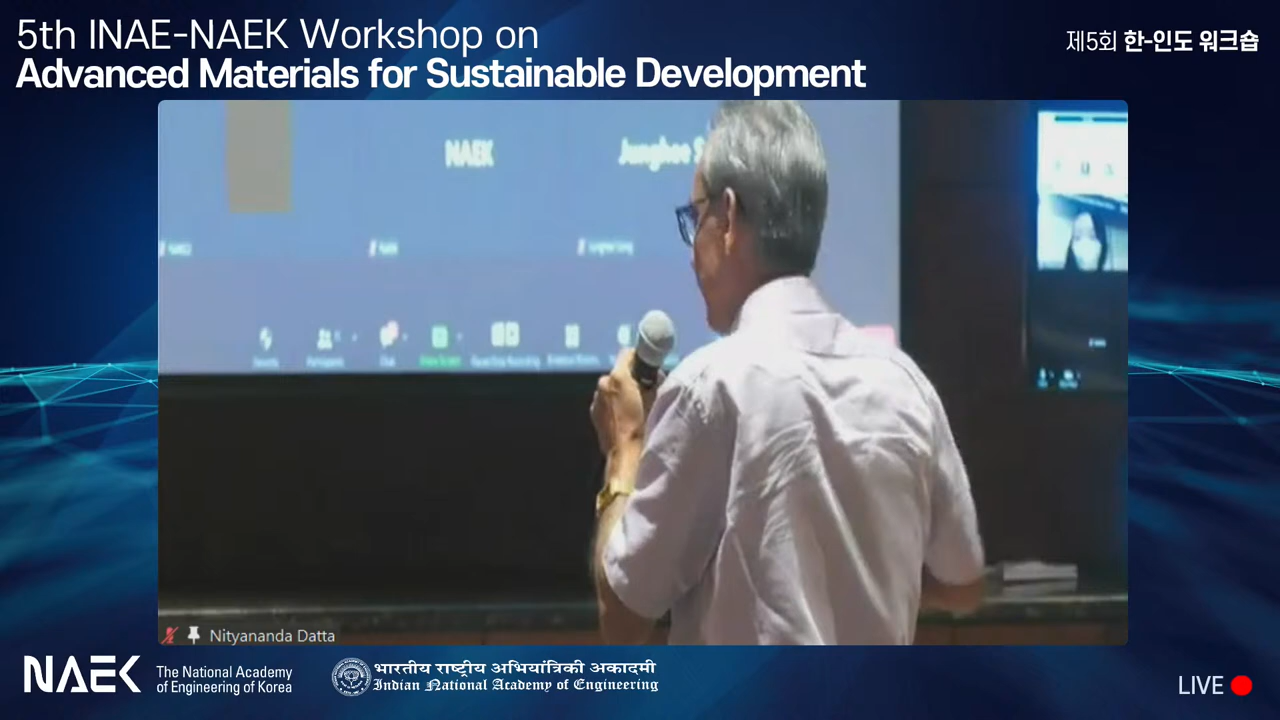 5th INAE-NAEK Workshop on
Advanced Materials for Sustainable Development
제5회 한-인도 워크숍
NAEK
Junghee S
Nityananda Datta
NAEK
The National Academy
of Engineering of Korea
भारतीय राष्ट्रीय अभियांत्रिकी अकादमी
Indian National Academy of Engineering
LIVE